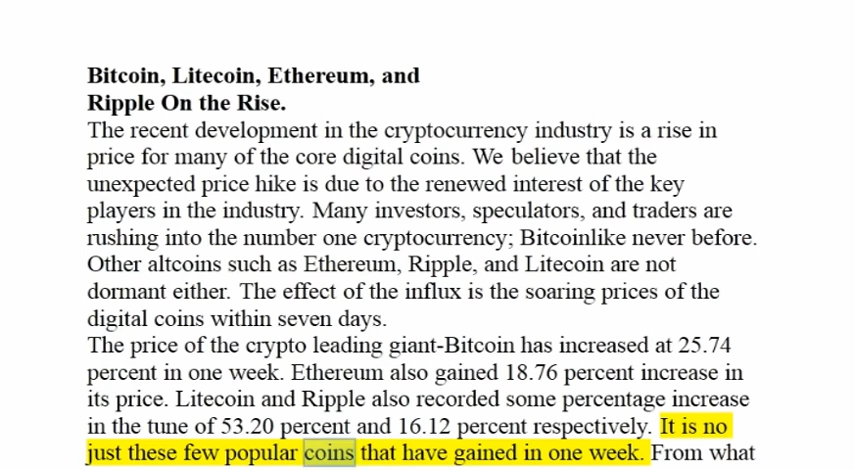 Bitcoin, Litecoin, Ethereum, and
Ripple On the Rise.
The recent development in the cryptocurrency industry is a rise in
price for many of the core digital coins. We believe that the
unexpected price hike is due to the renewed interest of the key
players in the industry. Many investors, speculators, and traders are
rushing into the number one cryptocurrency; Bitcoinlike never before.
Other altcoins such as Ethereum, Ripple, and Litecoin are not
dormant either. The effect of the influx is the soaring prices of the
digital coins within seven days.
The price of the crypto leading giant-Bitcoin has increased at 25.74
percent in one week. Ethereum also gained 18.76 percent increase in
its price. Litecoin and Ripple also recorded some percentage increase
in the tune of 53.20 percent and 16.12 percent respectively. It is no
just these few popular coins that have gained in one week. From what